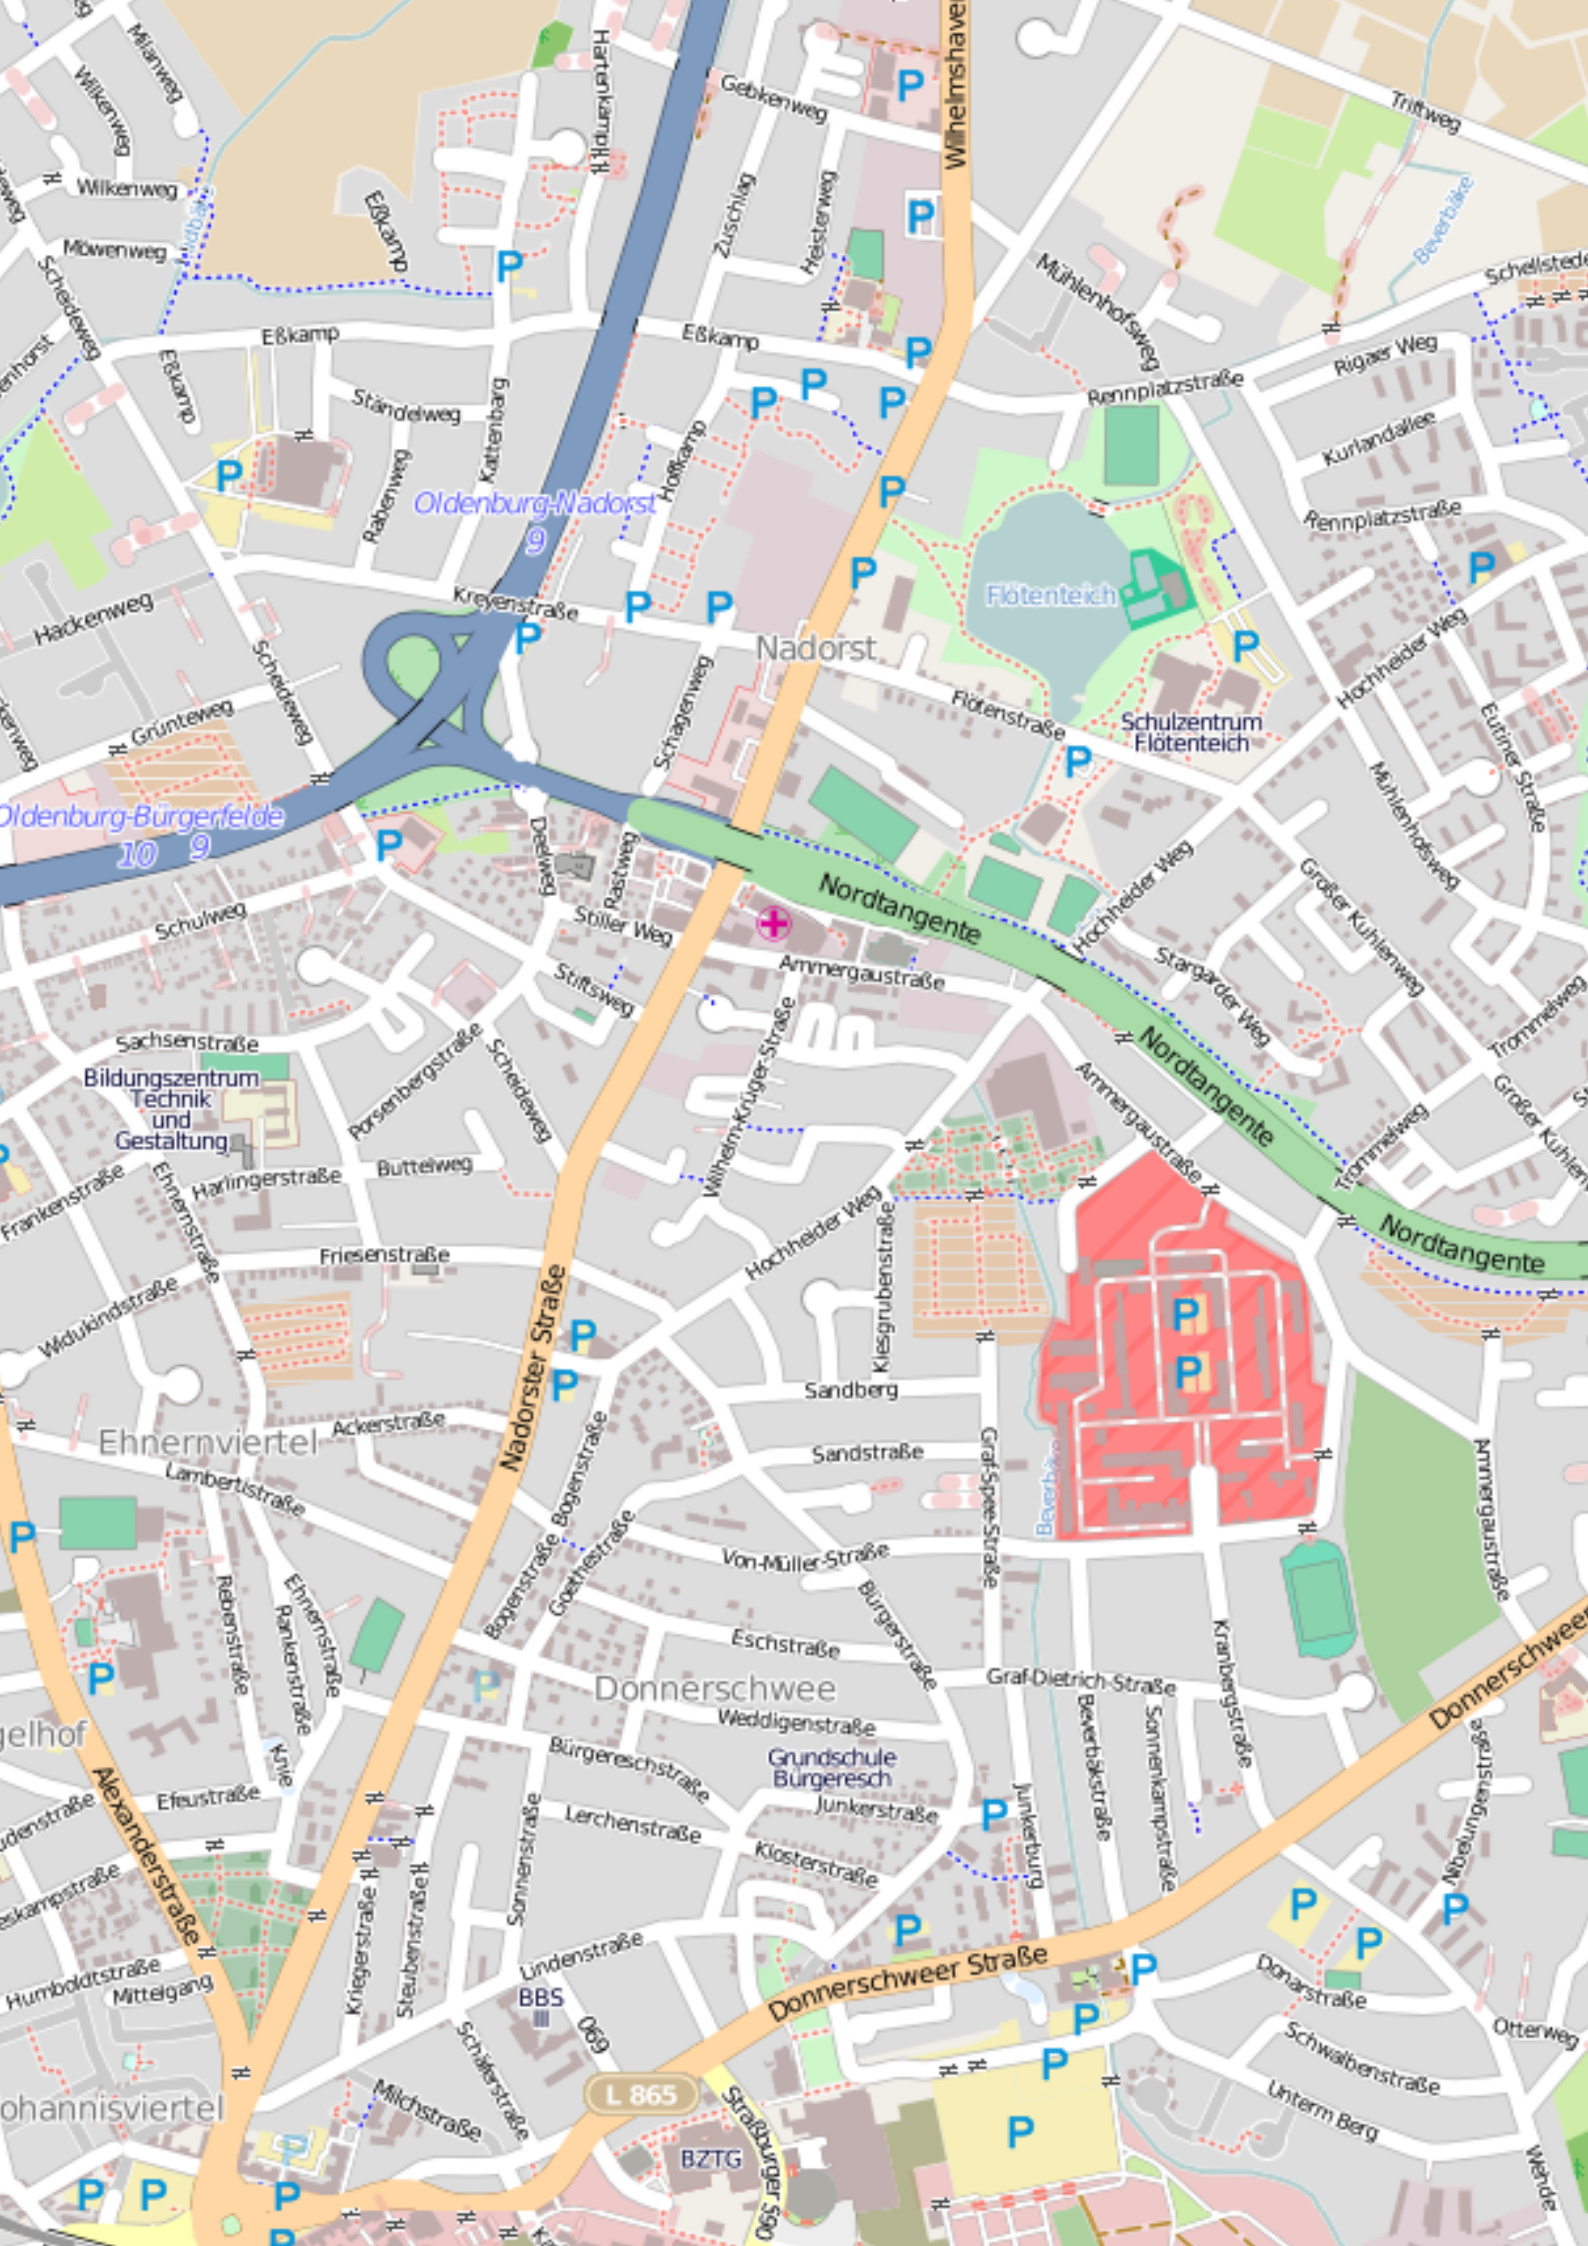 Milanweg
Hartenkamp
Gebkenweg
Wilkenweg
Triftweg
Wilkenweg
Eßkamp
Zuschlag
Heisterweg
Beverbäke
Möwenweg
Mühlenhofsweg
Scheideweg
Eßkamp
Eßkamp
Rigaer Weg
Eßkamp
Rennplatzstraße
Ständelweg
Kattenbarg
Kurlandallee
Rabenweg
Hoffkamp
Oldenburg-Nadorst
9
Rennplatzstraße
Flötenteich
Kreyenstraße
Hackenweg
Nadorst
Hochheider Weg
Scheideweg
Schagenweg
Flötenstraße
Grünteweg
Schulzentrum
Flötenteich
Eutiner Straße
Mühlenhofsweg
Oldenburg-Bürgerfelde
10
9
Deelweg
Rastweg
Nordtangente
Hochheider Weg
Großer Kuhlenweg
Schulweg
Stiller Weg
Ammergaustraße
Stargarder Weg
Stiftsweg
Sachsenstraße
Bildungszentrum
Technik
und
Gestaltung
Porsenbergstraße
Scheideweg
Wilhelm-Krüger-Straße
Nordtangente
Ammergaustraße
Trommelweg
Trommelweg
Harlingerstraße
Buttelweg
Frankenstraße
Ehnernstraße
Hochheider Weg
Kiesgrubenstraße
Nordtangente
Friesenstraße
Widukindstraße
Nadorster Straße
Sandberg
Ehnernviertel
Ackerstraße
Sandstraße
Lambertistraße
Bogenstraße
Graf-Spee-Straße
Ammergaustraße
Goethestraße
Bogenstraße
Von-Müller-Straße
Bürgerstraße
Rebenstraße
Ehnernstraße
Rankenstraße
Eschstraße
Kranbergstraße
Donnerschwee
Graf-Dietrich-Straße
Weddigenstraße
Beverbäkstraße
Sonnenkampstraße
Knie
Bürgereschstraße
Grundschule
Bürgeresch
Alexanderstraße
Efeustraße
Junkerstraße
Junkerburg
Lerchenstraße
Klosterstraße
Sonnenstraße
Kriegerstraße
Steubenstraße
Lindenstraße
Donnerschweer Straße
Humboldtstraße
Mittelgang
BBS
069
Donarstraße
Otterweg
Schwalbenstraße
Schäferstraße
Unterm Berg
L 865
Milchstraße
Straßburger
590
BZTG
Wehde